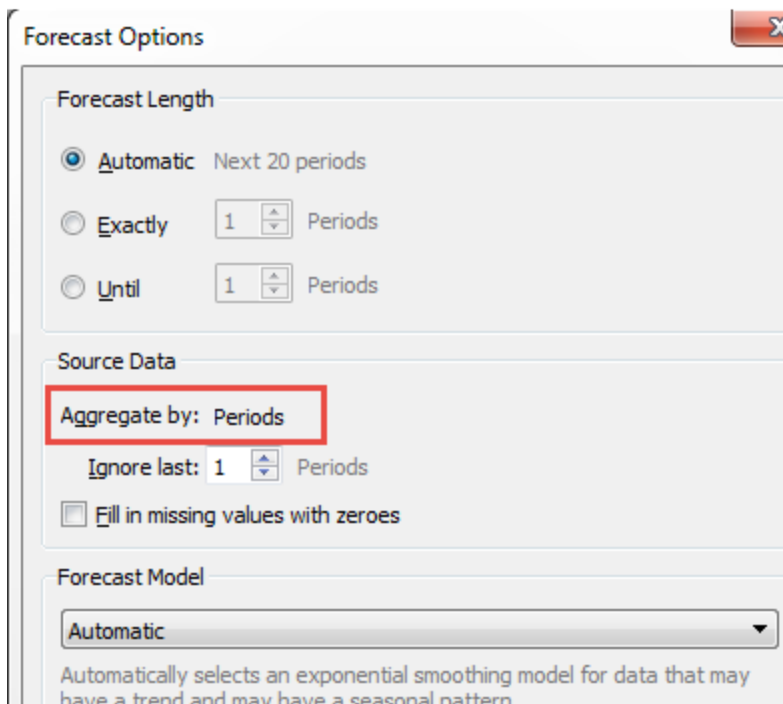 Forecast Options
Forecast Length
Automatic Next 20 periods
Exactly 1 Periods
Until 1 Periods
Source Data
Aggregate by: Periods
Ignore last: 1 Periods
Fill in missing values with zeroes
Forecast Model
Automatic
Automatically selects an exponential smoothing model for data that may
have a trend and may have a seasonal pattern